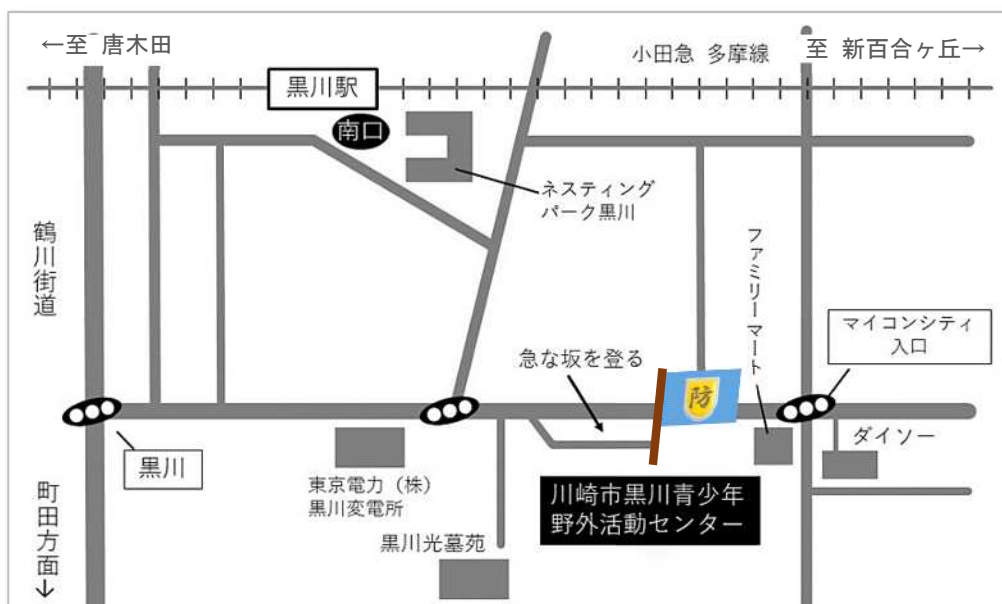 ←至 唐木田
小田急 多摩線
至 新百合ヶ丘→
黒川駅
南口
ネスティング
パーク黒川
鶴川街道
ファミリーマート
マイコンシティ
入口
急な坂を登る
防
黒川
東京電力（株）
黒川変電所
ダイソー
川崎市黒川青少年
野外活動センター
黒川光墓苑
町田方面→